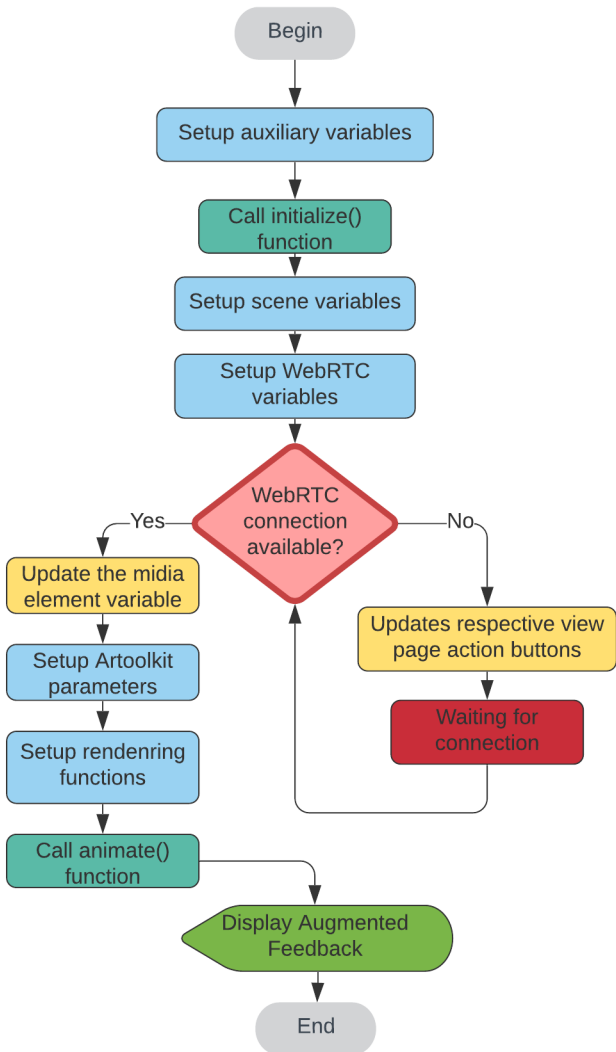 Begin
Setup auxiliary variables
Call initialize()
function
Setup scene variables
Setup WebRTC
variables
WebRTC
connection
available?
Yes
No
Update the midia
element variable
Setup Artoolkit
parameters
Setup rendenring
functions
Call animate()
function
Updates respective view
page action buttons
Waiting for
connection
Display Augmented
Feedback
End